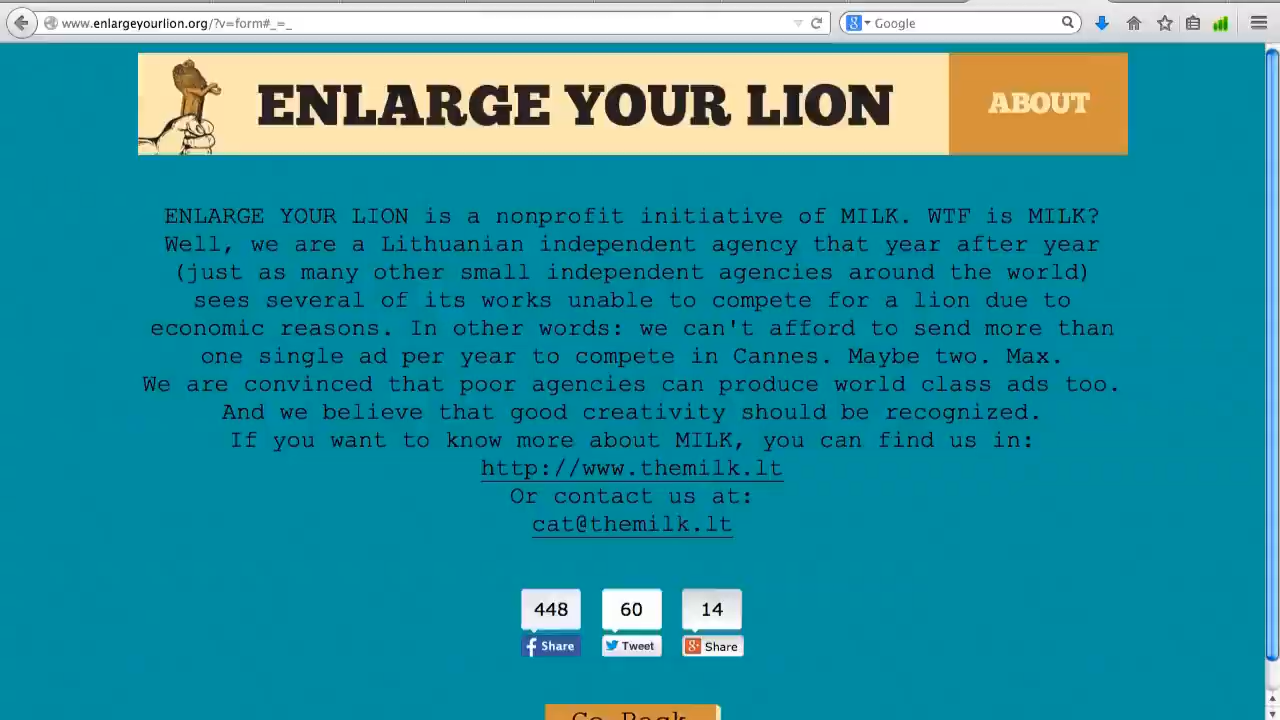 www.enlargeyourlion.org/?v=form#_=_
Google
ENLARGE YOUR LION
ABOUT
ENLARGE YOUR LION is a nonprofit initiative of MILK. WTF is MILK?
Well, we are a Lithuanian independent agency that year after year
(just as many other small independent agencies around the world)
sees several of its works unable to compete for a lion due to
economic reasons. In other words: we can't afford to send more than
one single ad per year to compete in Cannes. Maybe two. Max.
We are convinced that poor agencies can produce world class ads too.
And we believe that good creativity should be recognized.
If you want to know more about MILK, you can find us in:
http://www.themilk.lt
Or contact us at:
cat@themilk.lt
448 60 14
Share Tweet Share
Go Back